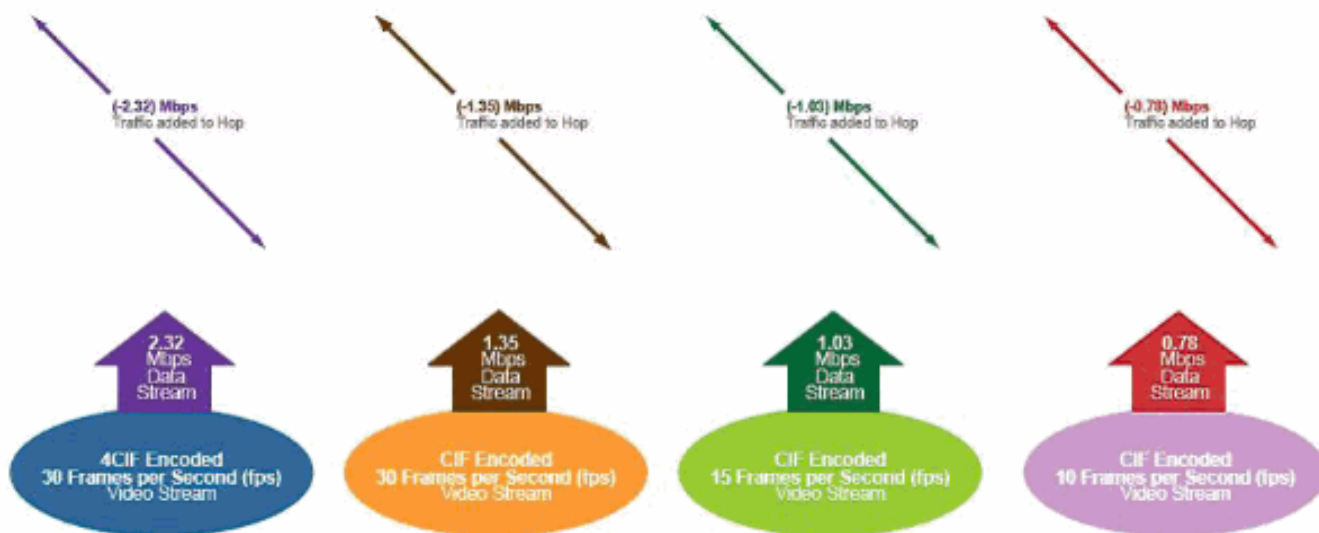 (-2.32) Mbps
Traffic added to Hop
(-1.35) Mbps
Traffic added to Hop
(-1.03) Mbps
Traffic added to Hop
(-0.78) Mbps
Traffic added to Hop
2.32
Mbps
Data
Stream
1.35
Mbps
Data
Stream
1.03
Mbps
Data
Stream
0.78
Mbps
Data
Stream
4CIF Encoded
30 Frames per Second (fps)
Video Stream
CIF Encoded
30 Frames per Second (fps)
Video Stream
CIF Encoded
15 Frames per Second (fps)
Video Stream
CIF Encoded
10 Frames per Second (fps)
Video Stream